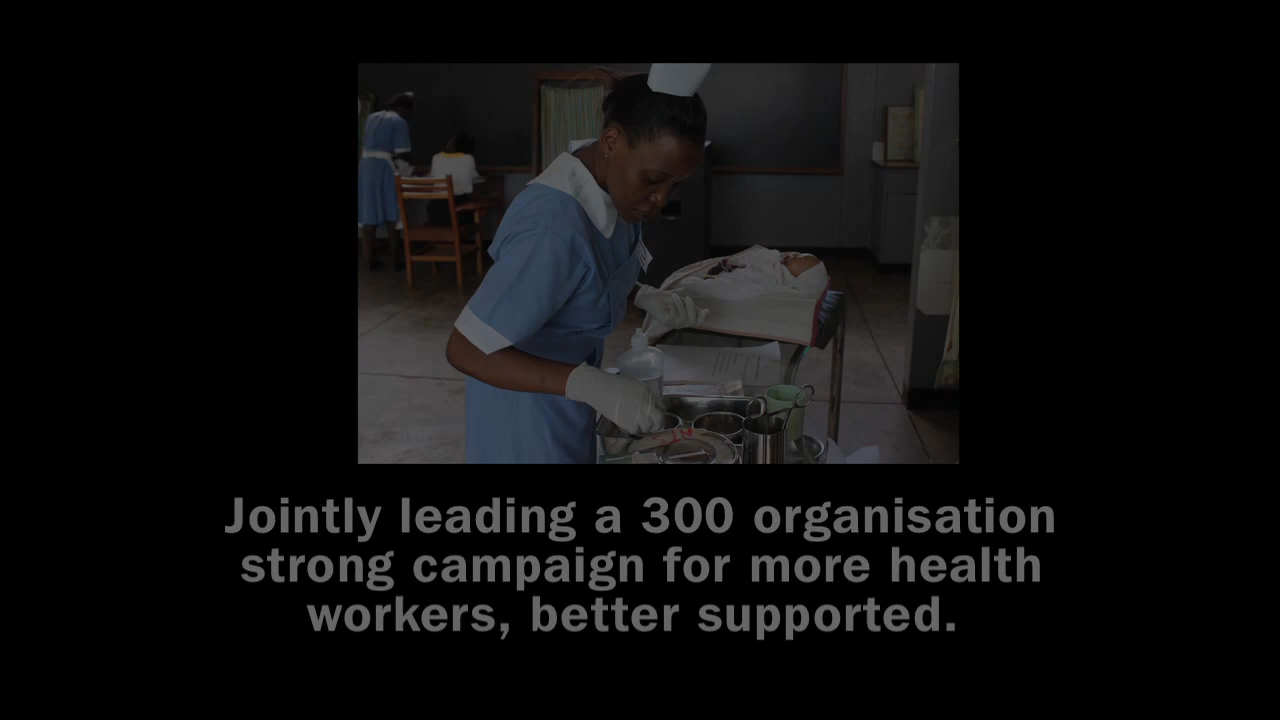 Jointly leading a 300 organisation
strong campaign for more health
workers, better supported.